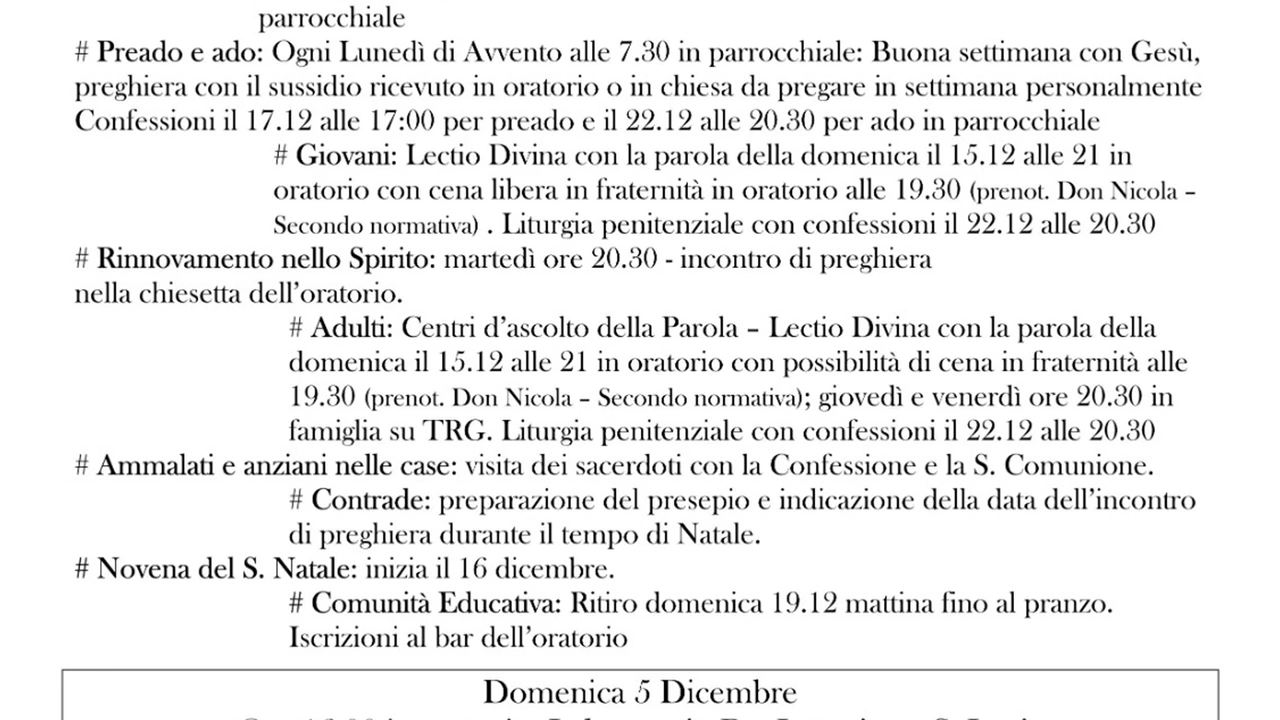 parrocchiale
# Preado e ado: Ogni Lunedì di Avvento alle 7.30 in parrocchiale: Buona settimana con Gesù,
preghiera con il sussidio ricevuto in oratorio o in chiesa da pregare in settimana personalmente
Confessioni il 17.12 alle 17:00 per preado e il 22.12 alle 20.30 per ado in parrocchiale
# Giovani: Lectio Divina con la parola della domenica il 15.12 alle 21 in
oratorio con cena libera in fraternità in oratorio alle 19.30 (prenot. Don Nicola –
Secondo normativa) . Liturgia penitenziale con confessioni il 22.12 alle 20.30
# Rinnovamento nello Spirito: martedì ore 20.30 - incontro di preghiera
nella chiesetta dell’oratorio.
# Adulti: Centri d’ascolto della Parola – Lectio Divina con la parola della
domenica il 15.12 alle 21 in oratorio con possibilità di cena in fraternità alle
19.30 (prenot. Don Nicola – Secondo normativa); giovedì e venerdì ore 20.30 in
famiglia su TRG. Liturgia penitenziale con confessioni il 22.12 alle 20.30
# Ammalati e anziani nelle case: visita dei sacerdoti con la Confessione e la S. Comunione.
# Contrade: preparazione del presepio e indicazione della data dell’incontro
di preghiera durante il tempo di Natale.
# Novena del S. Natale: inizia il 16 dicembre.
# Comunità Educativa: Ritiro domenica 19.12 mattina fino al pranzo.
Iscrizioni al bar dell’oratorio
Domenica 5 Dicembre